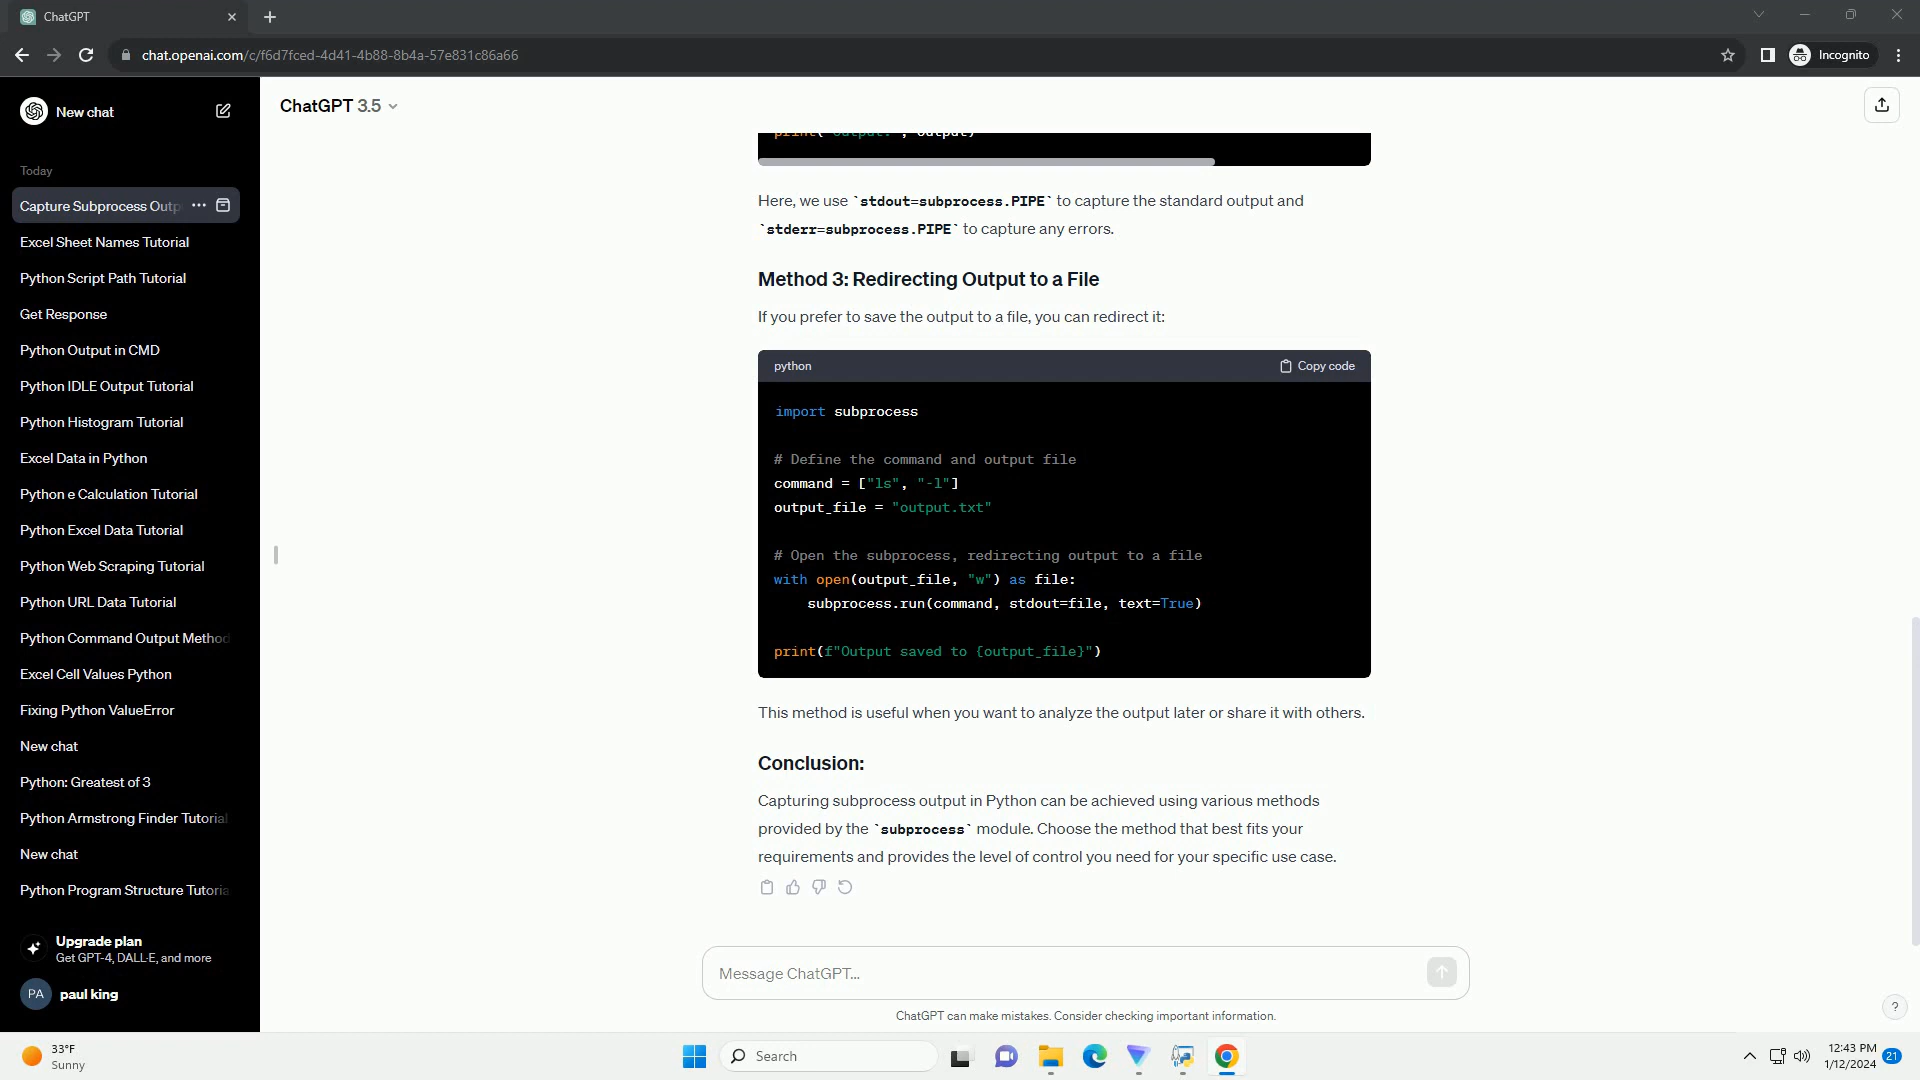 ChatGPT
chat.openai.com/c/f6d7fced-4d41-4b88-8b4a-57e831c86a66
Incognito
New chat
Today
Capture Subprocess Outp
Excel Sheet Names Tutorial
Python Script Path Tutorial
Get Response
Python Output in CMD
Python IDLE Output Tutorial
Python Histogram Tutorial
Excel Data in Python
Python e Calculation Tutorial
Python Excel Data Tutorial
Python Web Scraping Tutorial
Python URL Data Tutorial
Python Command Output Method
Excel Cell Values Python
Fixing Python ValueError
New chat
Python: Greatest of 3
Python Armstrong Finder Tutorial
New chat
Python Program Structure Tutoria
Upgrade plan
Get GPT-4, DALL·E, and more
PA paul king
ChatGPT 3.5
print("Output:", output)
Here, we use `stdout=subprocess.PIPE` to capture the standard output and
`stderr=subprocess.PIPE` to capture any errors.
Method 3: Redirecting Output to a File
If you prefer to save the output to a file, you can redirect it:
python Copy code
import subprocess
# Define the command and output file
command = ["ls", "-l"]
output_file = "output.txt"
# Open the subprocess, redirecting output to a file
with open(output_file, "w") as file:
subprocess.run(command, stdout=file, text=True)
print(f"Output saved to {output_file}")
This method is useful when you want to analyze the output later or share it with others.
Conclusion:
Capturing subprocess output in Python can be achieved using various methods
provided by the `subprocess` module. Choose the method that best fits your
requirements and provides the level of control you need for your specific use case.
Message ChatGPT...
ChatGPT can make mistakes. Consider checking important information.
?
33°F
Sunny
Search
12:43 PM
1/12/2024
21